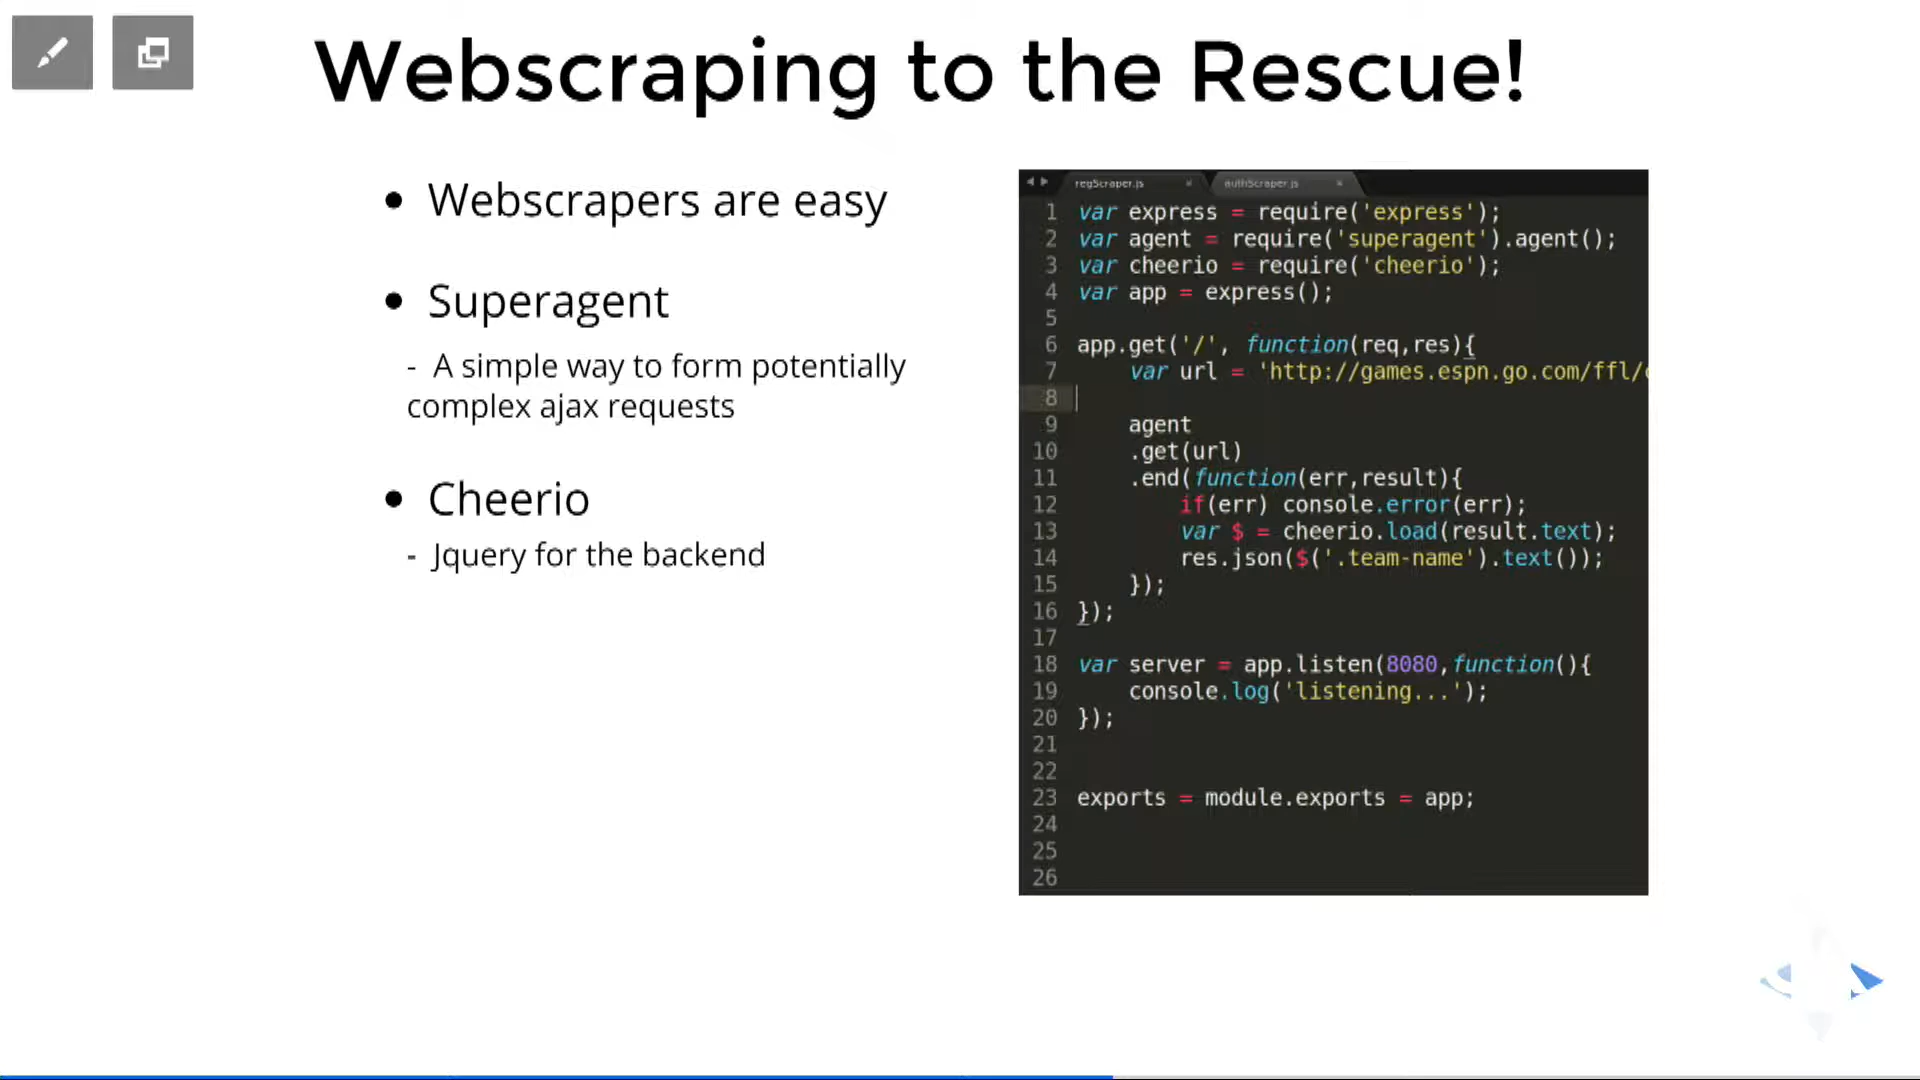 Webscraping to the Rescue!
• Webscrapers are easy
• Superagent
- A simple way to form potentially
complex ajax requests
• Cheerio
- Jquery for the backend
regScraper.js × authScraper.js ×
1 var express = require('express');
2 var agent = require('superagent').agent();
3 var cheerio = require('cheerio');
4 var app = express();
5
6 app.get('/', function(req,res){
7 var url = 'http://games.espn.go.com/ffl/
8
9 agent
10 .get(url)
11 .end(function(err,result){
12 if(err) console.error(err);
13 var $ = cheerio.load(result.text);
14 res.json($('.team-name').text());
15 });
16 });
17
18 var server = app.listen(8080,function(){
19 console.log('listening...');
20 });
21
22
23 exports = module.exports = app;
24
25
26